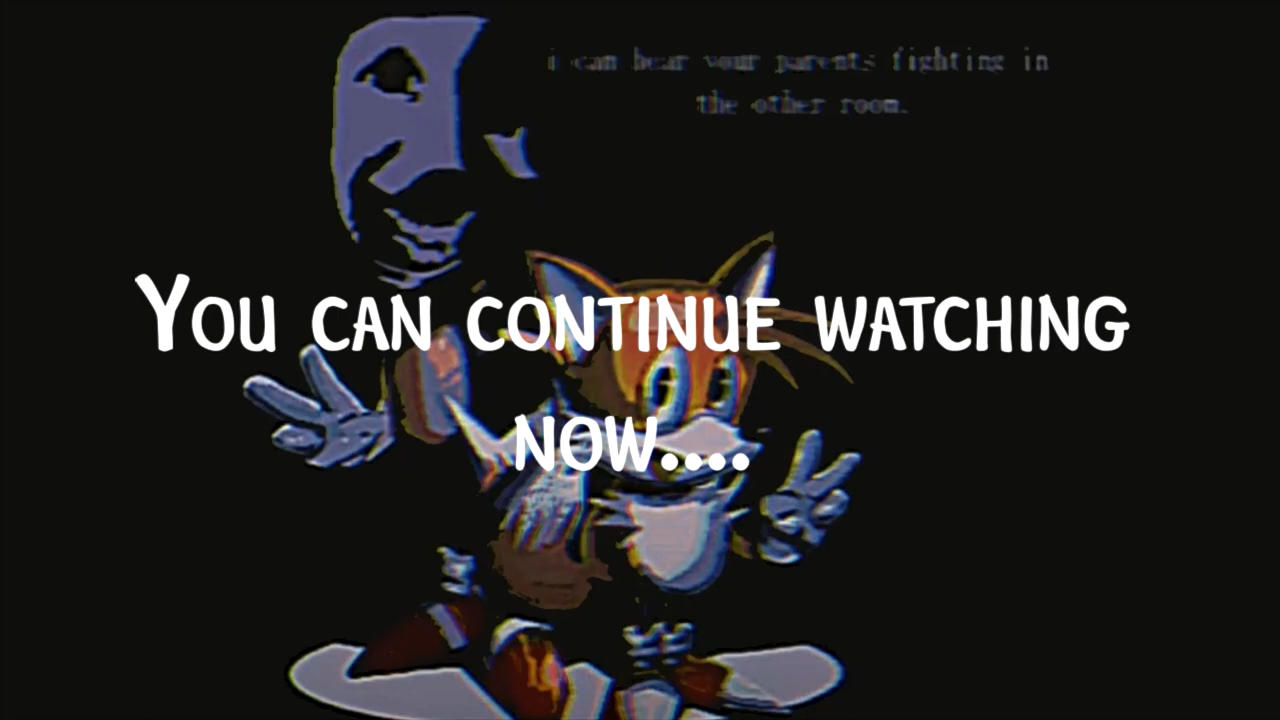 i can hear your parents fighting in
the other room.
You can continue watching
now....